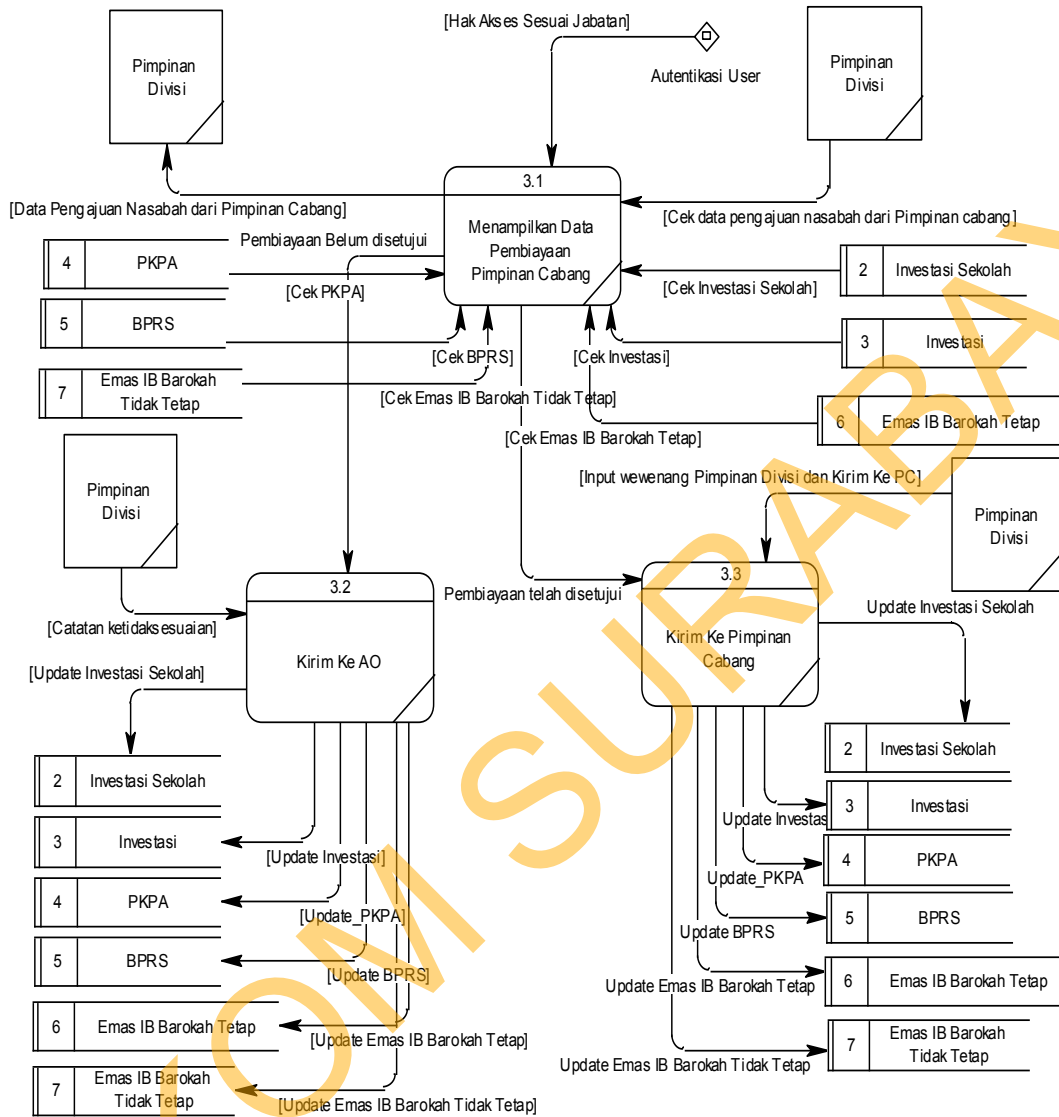 [Hak Akses Sesuai Jabatan]
Autentikasi User
Pimpinan
Divisi
Pimpinan
Divisi
3.1
Menampilkan Data
Pembiayaan
Pimpinan Cabang
[Data Pengajuan Nasabah dari Pimpinan Cabang]
[Cek data pengajuan nasabah dari Pimpinan cabang]
Pembiayaan Belum disetujui
4 PKPA
[Cek PKPA]
2 Investasi Sekolah
[Cek Investasi Sekolah]
5 BPRS
[Cek BPRS]
3 Investasi
[Cek Investasi]
7 Emas IB Barokah
Tidak Tetap
[Cek Emas IB Barokah Tidak Tetap]
6 Emas IB Barokah Tetap
[Cek Emas IB Barokah Tetap]
[Input wewenang Pimpinan Divisi dan Kirim Ke PC]
Pimpinan
Divisi
Pimpinan
Divisi
3.2
Kirim Ke AO
Pembiayaan telah disetujui
3.3
Kirim Ke Pimpinan
Cabang
[Catatan ketidaksesuaian]
Update Investasi Sekolah
[Update Investasi Sekolah]
2 Investasi Sekolah
3 Investasi
[Update Investasi]
4 PKPA
[Update_PKPA]
5 BPRS
[Update BPRS]
6 Emas IB Barokah Tetap
[Update Emas IB Barokah Tetap]
7 Emas IB Barokah
Tidak Tetap
[Update Emas IB Barokah Tidak Tetap]
2 Investasi Sekolah
3 Investasi
Update Investas
4 PKPA
Update_PKPA
5 BPRS
Update BPRS
6 Emas IB Barokah Tetap
Update Emas IB Barokah Tetap
7 Emas IB Barokah
Tidak Tetap
Update Emas IB Barokah Tidak Tetap
KOM SURABAY